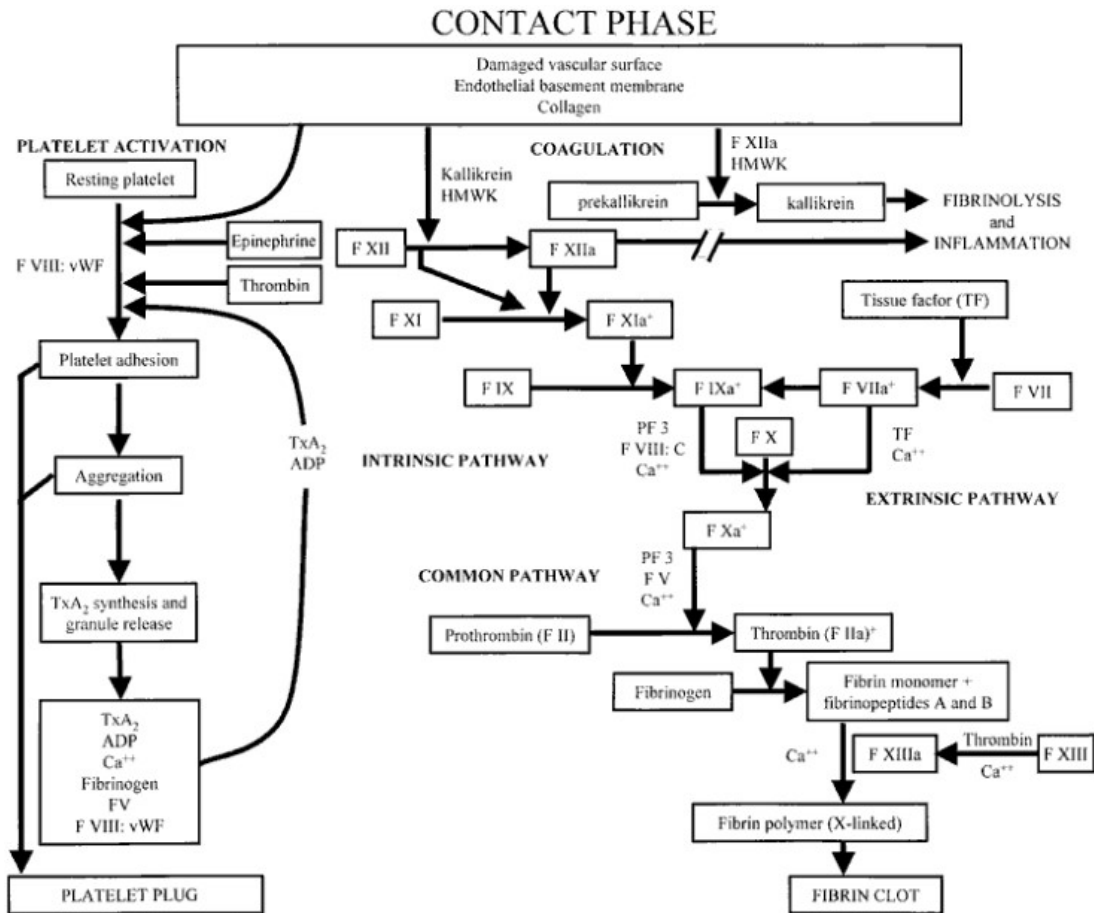 CONTACT PHASE
Damaged vascular surface
Endothelial basement membrane
Collagen
PLATELET ACTIVATION
Resting platelet
Epinephrine
F VIII: vWF
Thrombin
Platelet adhesion
Aggregation
TxA₂
ADP
TxA₂ synthesis and
granule release
TxA₂
ADP
Ca⁺⁺
Fibrinogen
FV
F VIII: vWF
PLATELET PLUG
COAGULATION
Kallikrein
HMWK
F XIIa
HMWK
prekallikrein
kallikrein
FIBRINOLYSIS
and
INFLAMMATION
F XII
F XIIa
F XI
F XIa⁺
Tissue facfor (TF)
F IX
F IXa⁺
F VIIa⁺
F VII
INTRINSIC PATHWAY
PF 3
F VIII: C
Ca⁺⁺
F X
TF
Ca⁺⁺
EXTRINSIC PATHWAY
F Xa⁺
COMMON PATHWAY
PF 3
F V
Ca⁺⁺
Prothrombin (F II)
Thrombin (F IIa)⁺
Fibrinogen
Fibrin monomer +
fibrinopeptides A and B
Ca⁺⁺
F XIIIa
Thrombin
Ca⁺⁺
F XIII
Fibrin polymer (X-linked)
FIBRIN CLOT